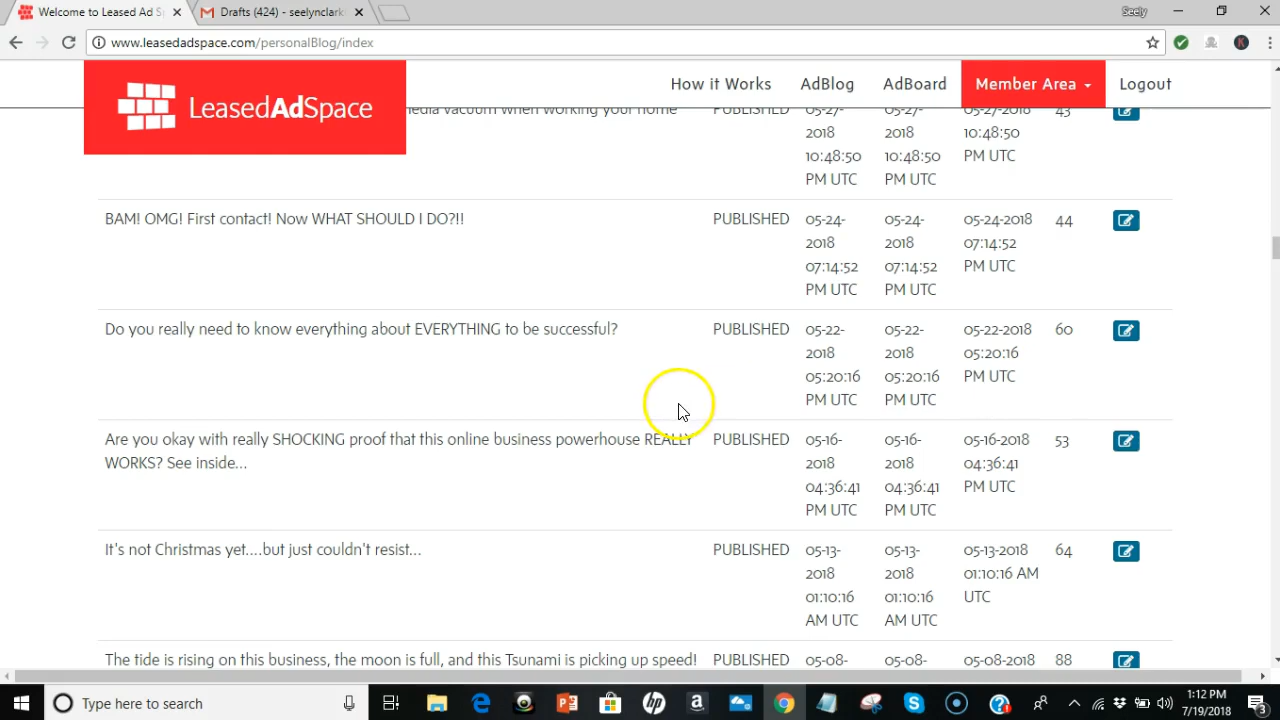 Welcome to Leased Ad S
Drafts (424) - seelynclark
Seely
www.leasedadspace.com/personalBlog/index
LeasedAdSpace
How it Works
AdBlog
AdBoard
Member Area
Logout
media vacuum when working your home
PUBLISHED
05-27-
2018
10:48:50
PM UTC
05-27-
2018
10:48:50
PM UTC
05-27-2018
10:48:50
PM UTC
43
BAM! OMG! First contact! Now WHAT SHOULD I DO?!!
PUBLISHED
05-24-
2018
07:14:52
PM UTC
05-24-
2018
07:14:52
PM UTC
05-24-2018
07:14:52
PM UTC
44
Do you really need to know everything about EVERYTHING to be successful?
PUBLISHED
05-22-
2018
05:20:16
PM UTC
05-22-
2018
05:20:16
PM UTC
05-22-2018
05:20:16
PM UTC
60
Are you okay with really SHOCKING proof that this online business powerhouse REALLY
WORKS? See inside...
PUBLISHED
05-16-
2018
04:36:41
PM UTC
05-16-
2018
04:36:41
PM UTC
05-16-2018
04:36:41
PM UTC
53
It's not Christmas yet....but just couldn't resist...
PUBLISHED
05-13-
2018
01:10:16
AM UTC
05-13-
2018
01:10:16
AM UTC
05-13-2018
01:10:16 AM
UTC
64
The tide is rising on this business, the moon is full, and this Tsunami is picking up speed!
PUBLISHED
05-08-
05-08-
05-08-2018
88
Type here to search
1:12 PM
7/19/2018
3